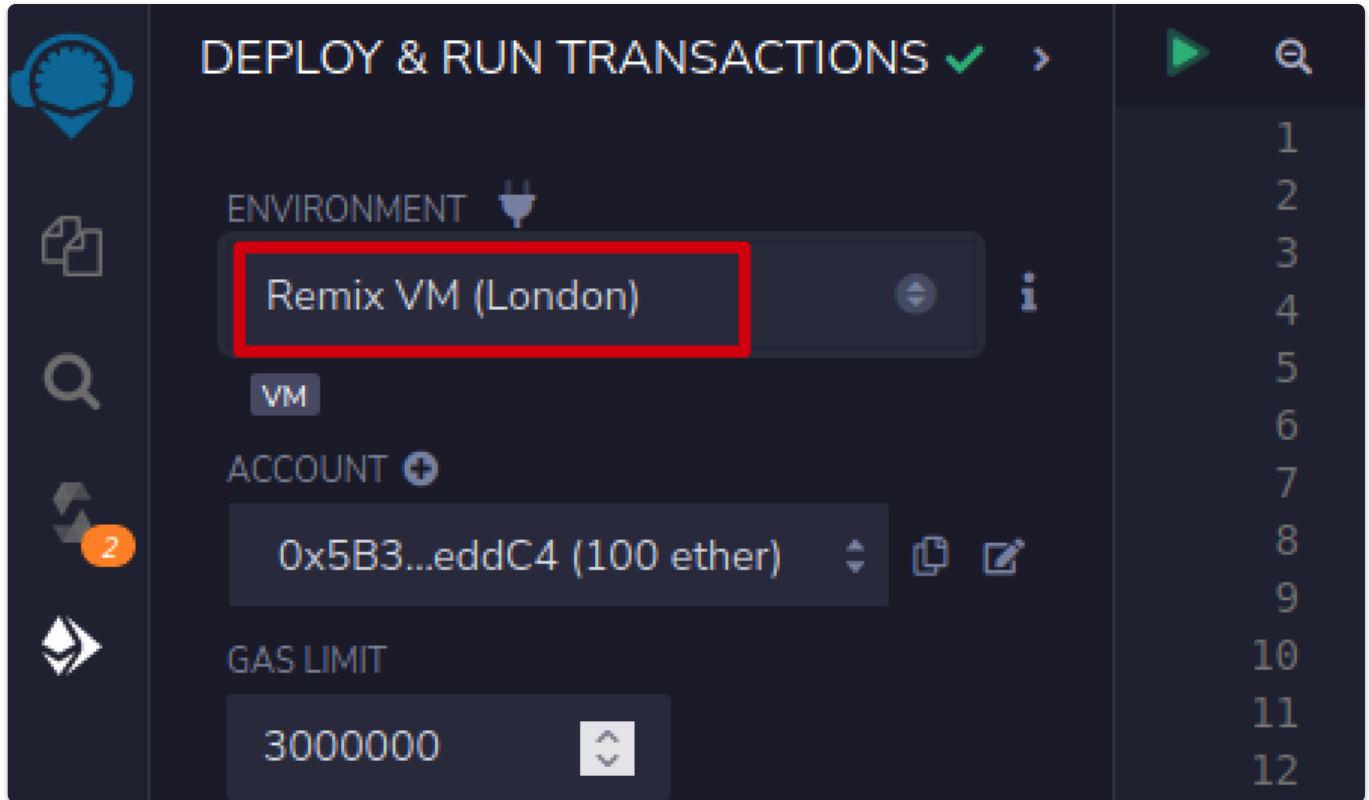 DEPLOY & RUN TRANSACTIONS
ENVIRONMENT
Remix VM (London)
VM
ACCOUNT
0x5B3...eddC4 (100 ether)
GAS LIMIT
3000000
2
1
2
3
4
5
6
7
8
9
10
11
12